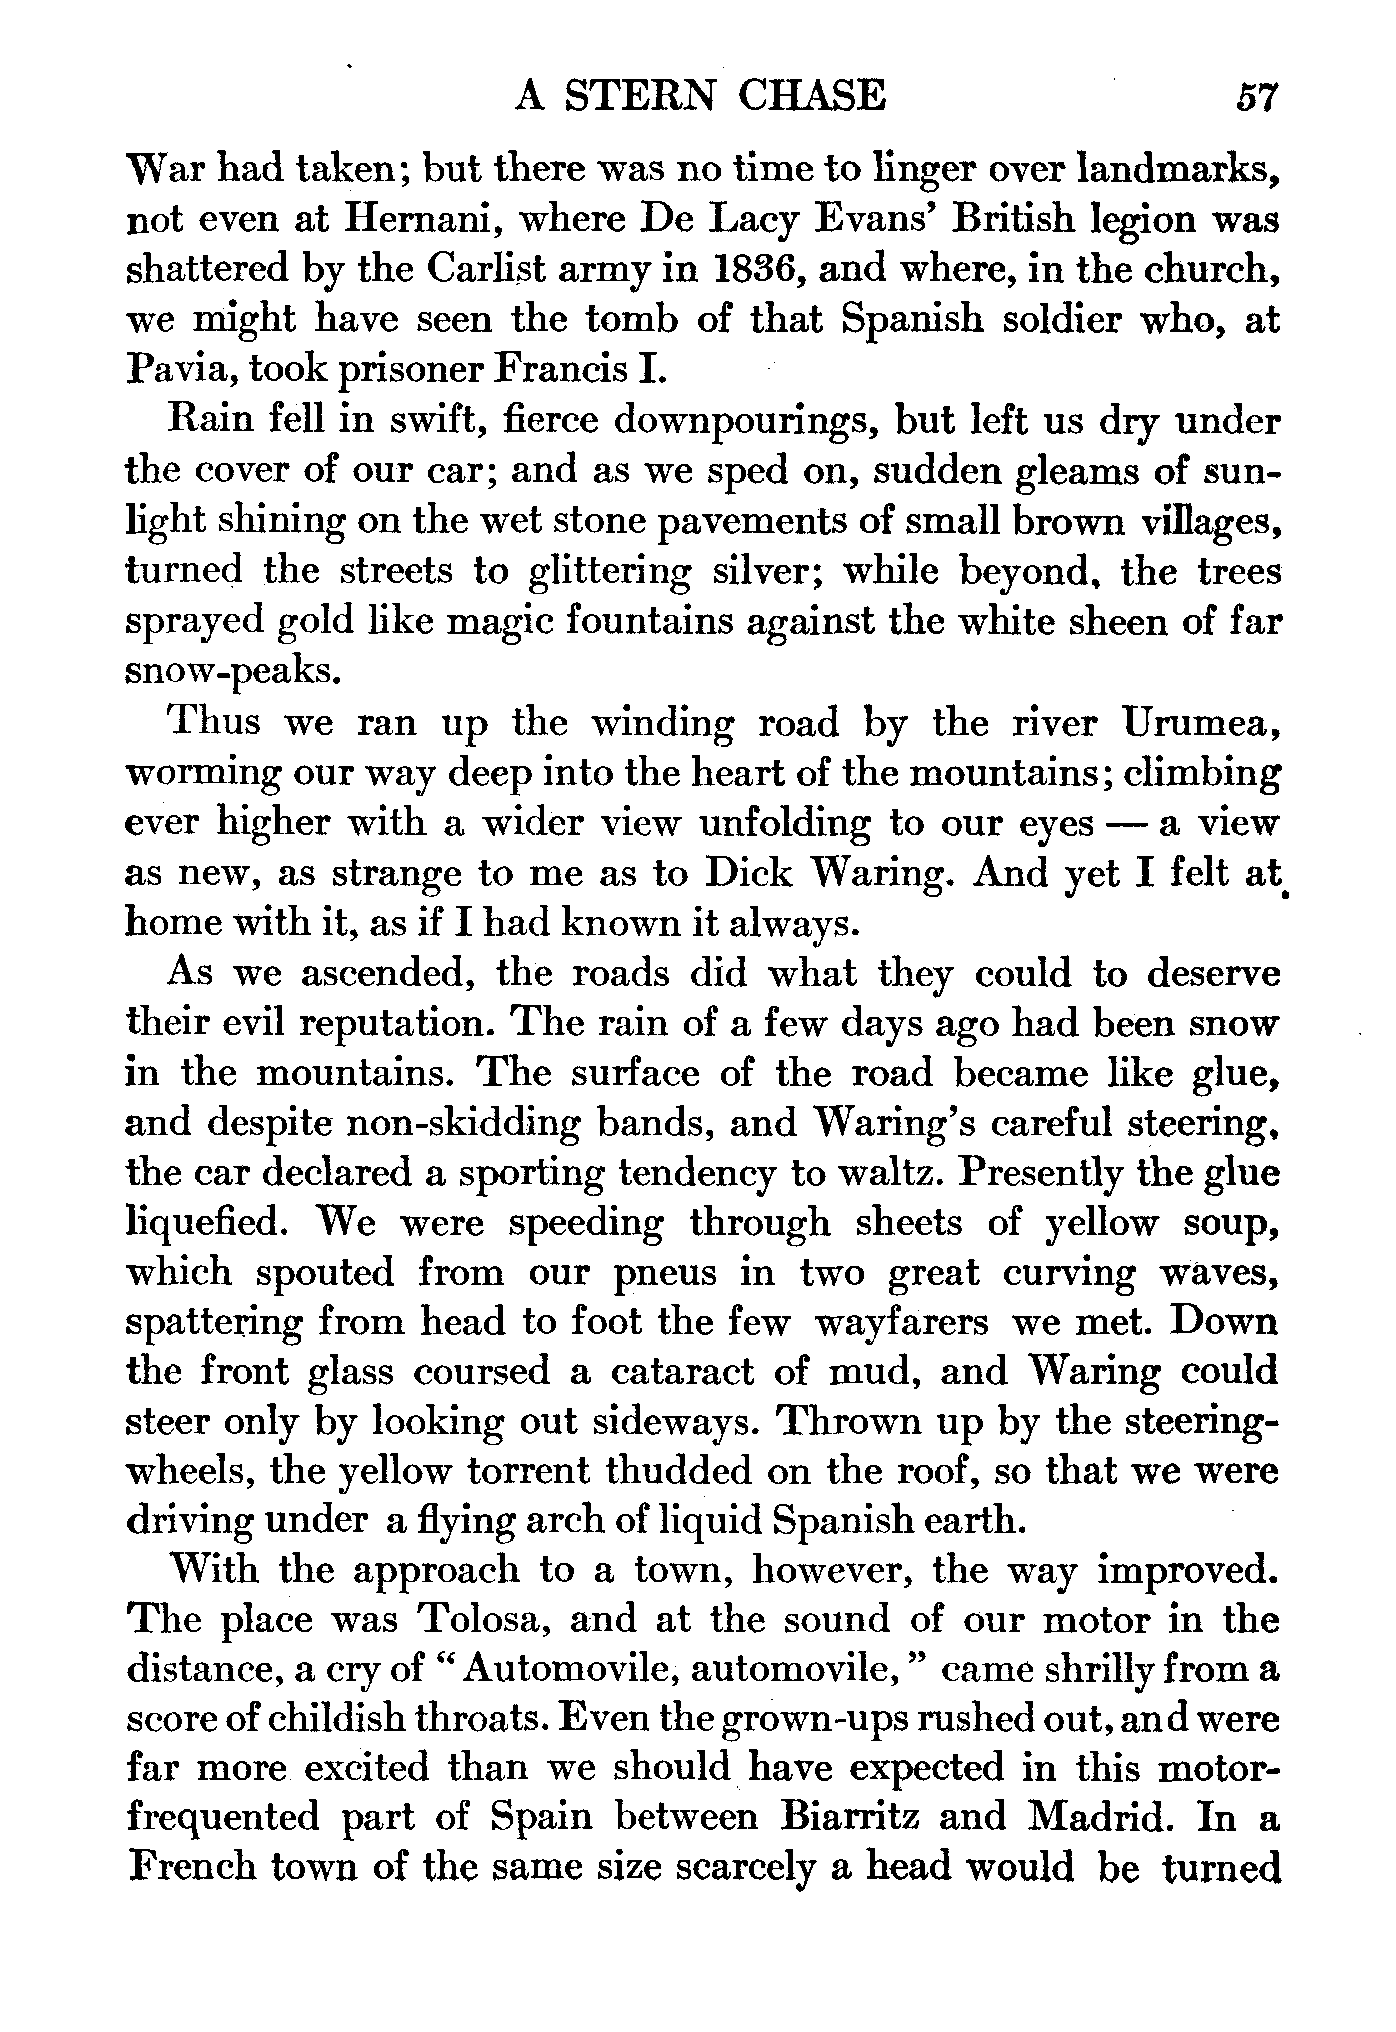 A STERN CHASE 57
War had taken; but there was no time to linger over landmarks,
not even at Hernani, where De Lacy Evans’ British legion was
shattered by the Carlist army in 1836, and where, in the church,
we might have seen the tomb of that Spanish soldier who, at
Pavia, took prisoner Francis I.
Rain fell in swift, fierce downpourings, but left us dry under
the cover of our car; and as we sped on, sudden gleams of sun-
light shining on the wet stone pavements of small brown villages,
turned the streets to glittering silver; while beyond, the trees
sprayed gold like magic fountains against the white sheen of far
snow-peaks.
Thus we ran up the winding road by the river Urumea,
worming our way deep into the heart of the mountains; climbing
ever higher with a wider view unfolding to our eyes — a view
as new, as strange to me as to Dick Waring. And yet I felt at
home with it, as if I had known it always.
As we ascended, the roads did what they could to deserve
their evil reputation. The rain of a few days ago had been snow
in the mountains. The surface of the road became like glue,
and despite non-skidding bands, and Waring’s careful steering,
the car declared a sporting tendency to waltz. Presently the glue
liquefied. We were speeding through sheets of yellow soup,
which spouted from our pneus in two great curving waves,
spattering from head to foot the few wayfarers we met. Down
the front glass coursed a cataract of mud, and Waring could
steer only by looking out sideways. Thrown up by the steering-
wheels, the yellow torrent thudded on the roof, so that we were
driving under a flying arch of liquid Spanish earth.
With the approach to a town, however, the way improved.
The place was Tolosa, and at the sound of our motor in the
distance, a cry of “Automovile, automovile,” came shrilly from a
score of childish throats. Even the grown-ups rushed out, and were
far more excited than we should have expected in this motor-
frequented part of Spain between Biarritz and Madrid. In a
French town of the same size scarcely a head would be turned